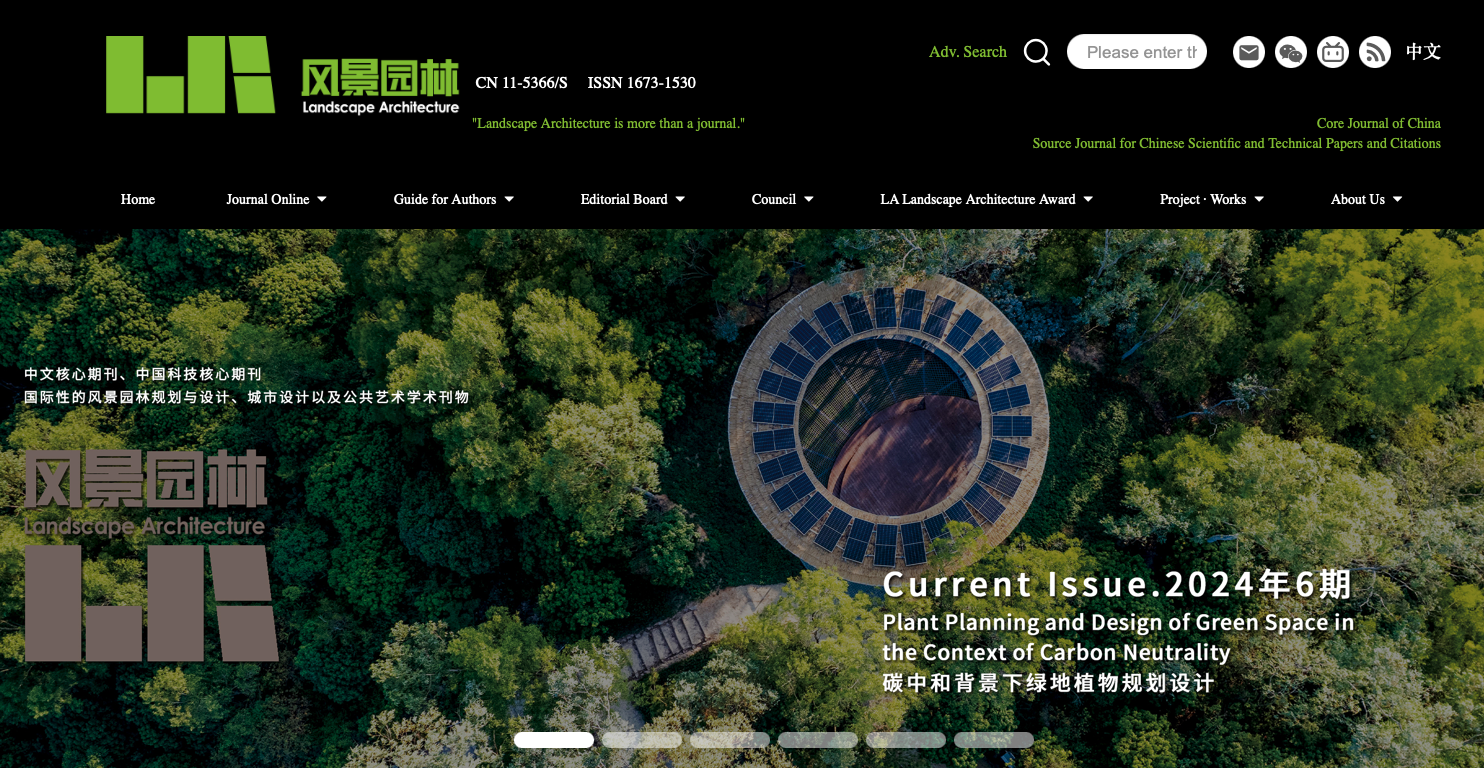 风景园林
Landscape Architecture
CN 11-5366/S ISSN 1673-1530
"Landscape Architecture is more than a journal."
Adv. Search
Please enter th
中文
Core Journal of China
Source Journal for Chinese Scientific and Technical Papers and Citations
Home Journal Online Guide for Authors Editorial Board Council LA Landscape Architecture Award Project · Works About Us
中文核心期刊、中国科技核心期刊
国际性的风景园林规划与设计、城市设计以及公共艺术学术刊物
风景园林
Landscape Architecture
LA
Current Issue.2024年6期
Plant Planning and Design of Green Space in
the Context of Carbon Neutrality
碳中和背景下绿地植物规划设计